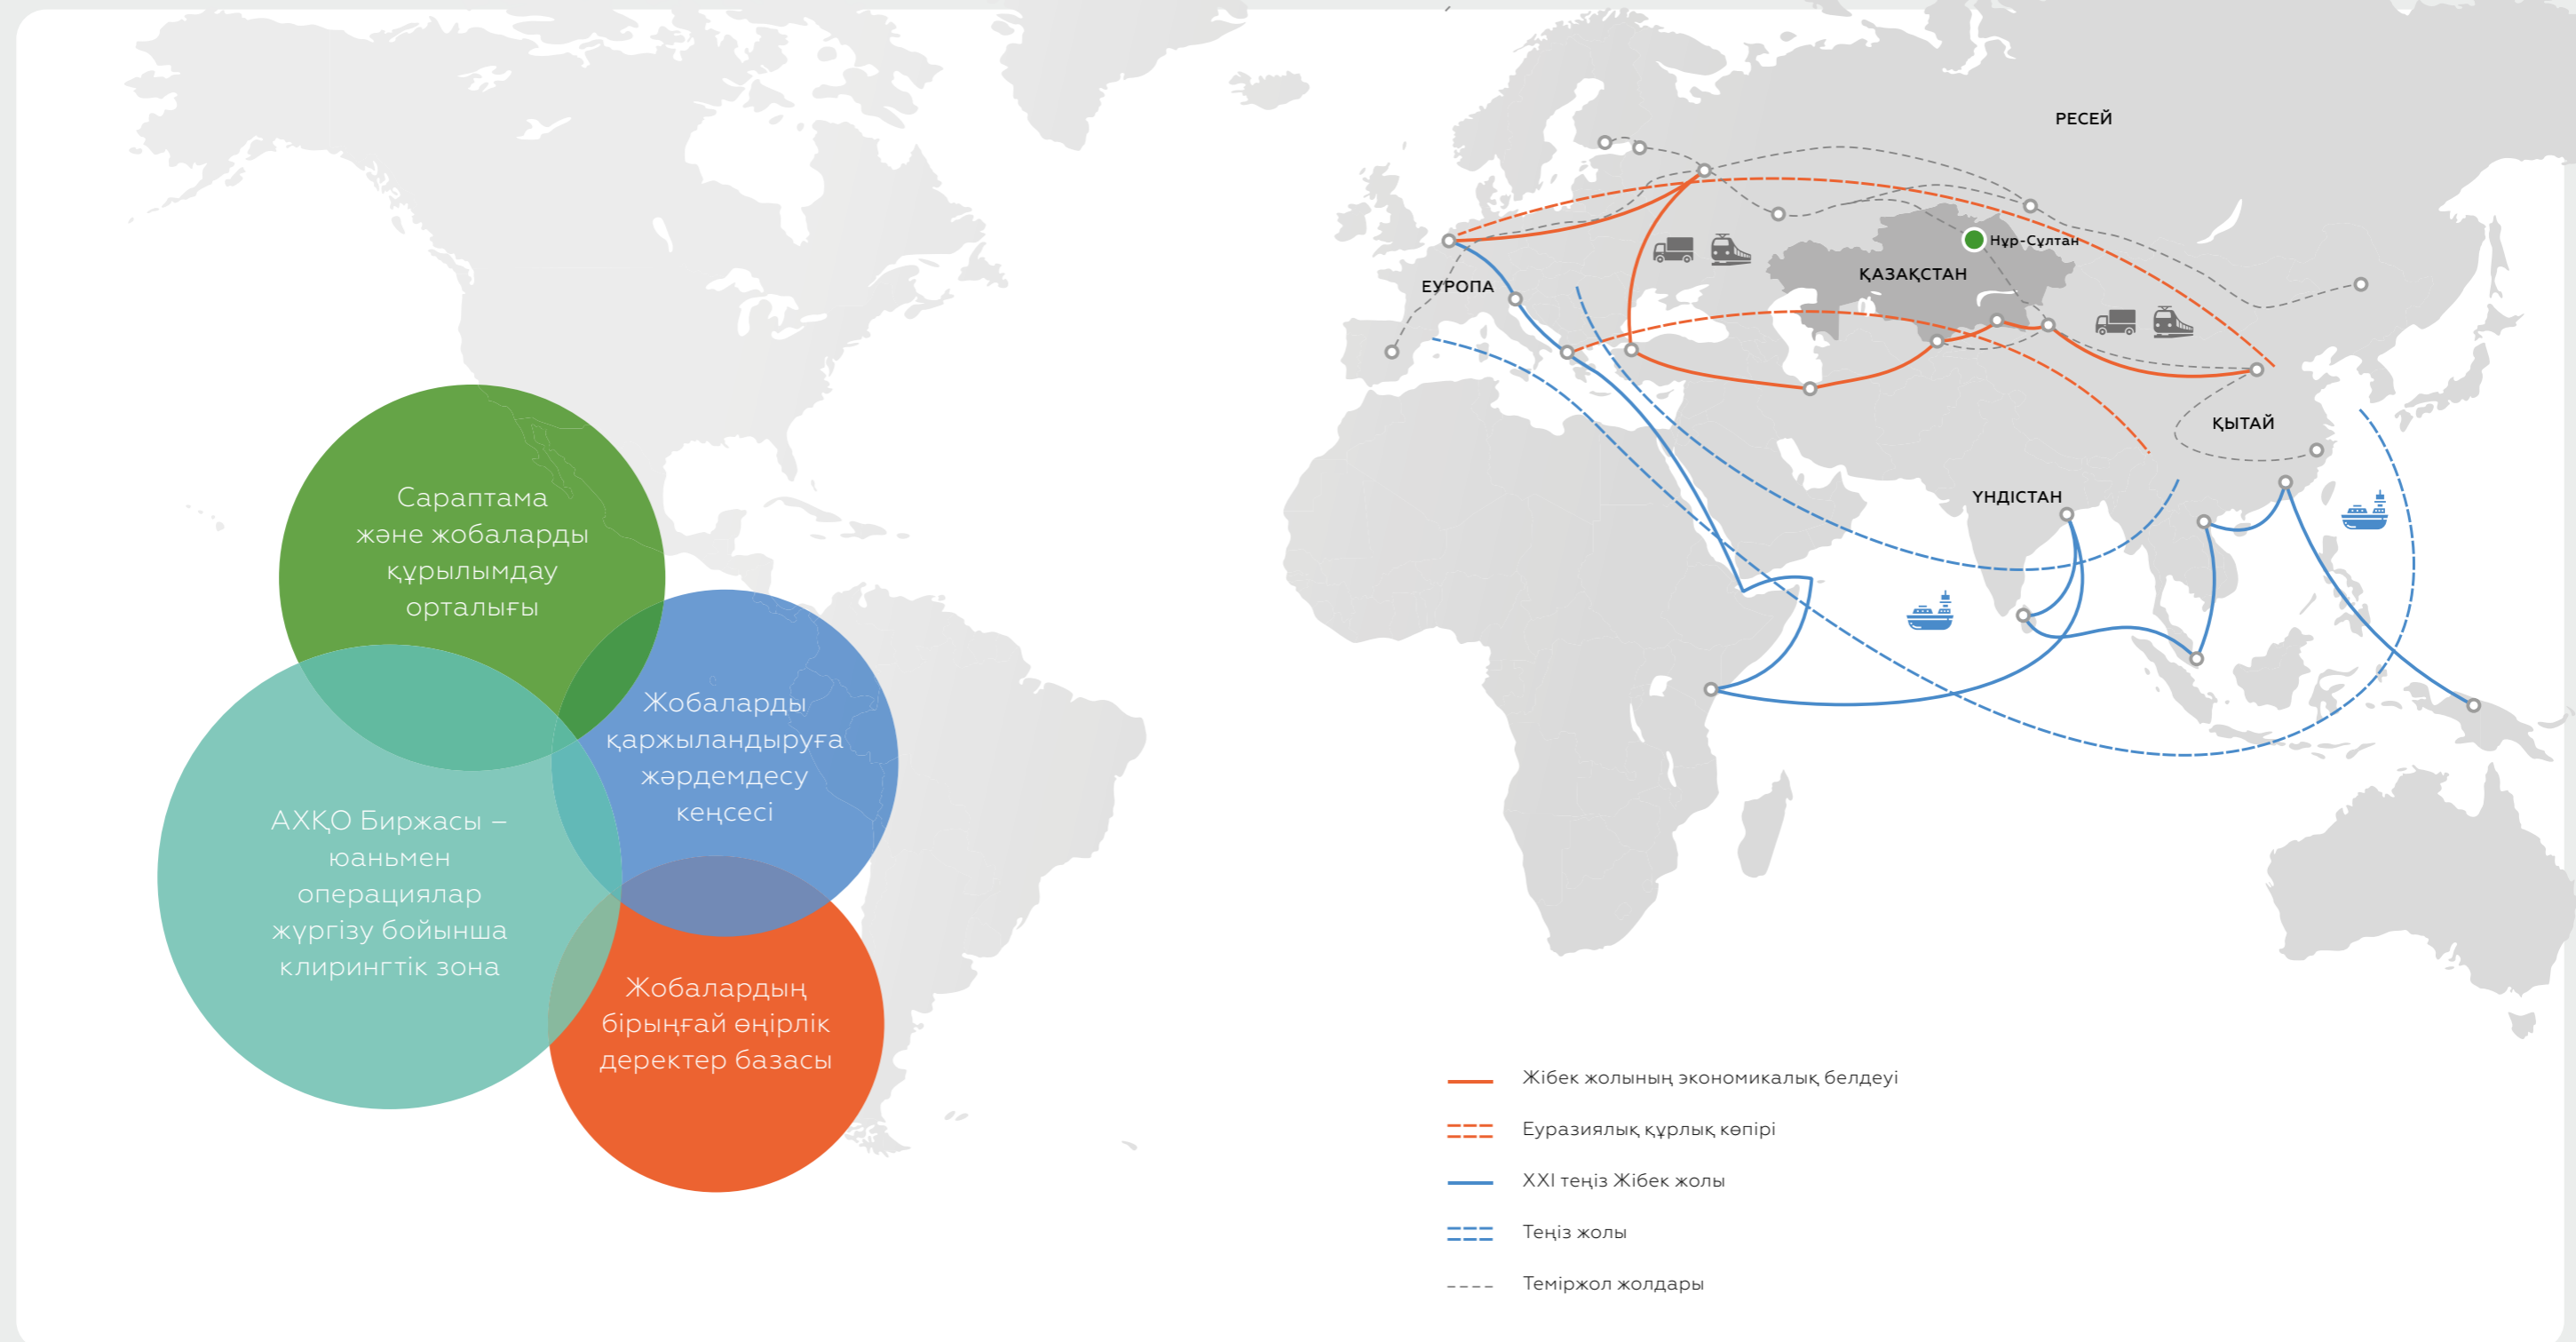 Сараптама
және жобаларды
құрылымдау
орталығы
Жобаларды
қаржыландыруға
жәрдемдесу
кеңсесі
АХҚО Биржасы –
юаньмен
операциялар
жүргізу бойынша
клирингтік зона
Жобалардың
бірыңғай өңірлік
деректер базасы
РЕСЕЙ
Нұр-Сұлтан
ҚАЗАҚСТАН
ЕУРОПА
ҚЫТАЙ
ҮНДІСТАН
Жібек жолының экономикалық белдеуі
Еуразиялық құрлық көпірі
XXI теңіз Жібек жолы
Теңіз жолы
Теміржол жолдары